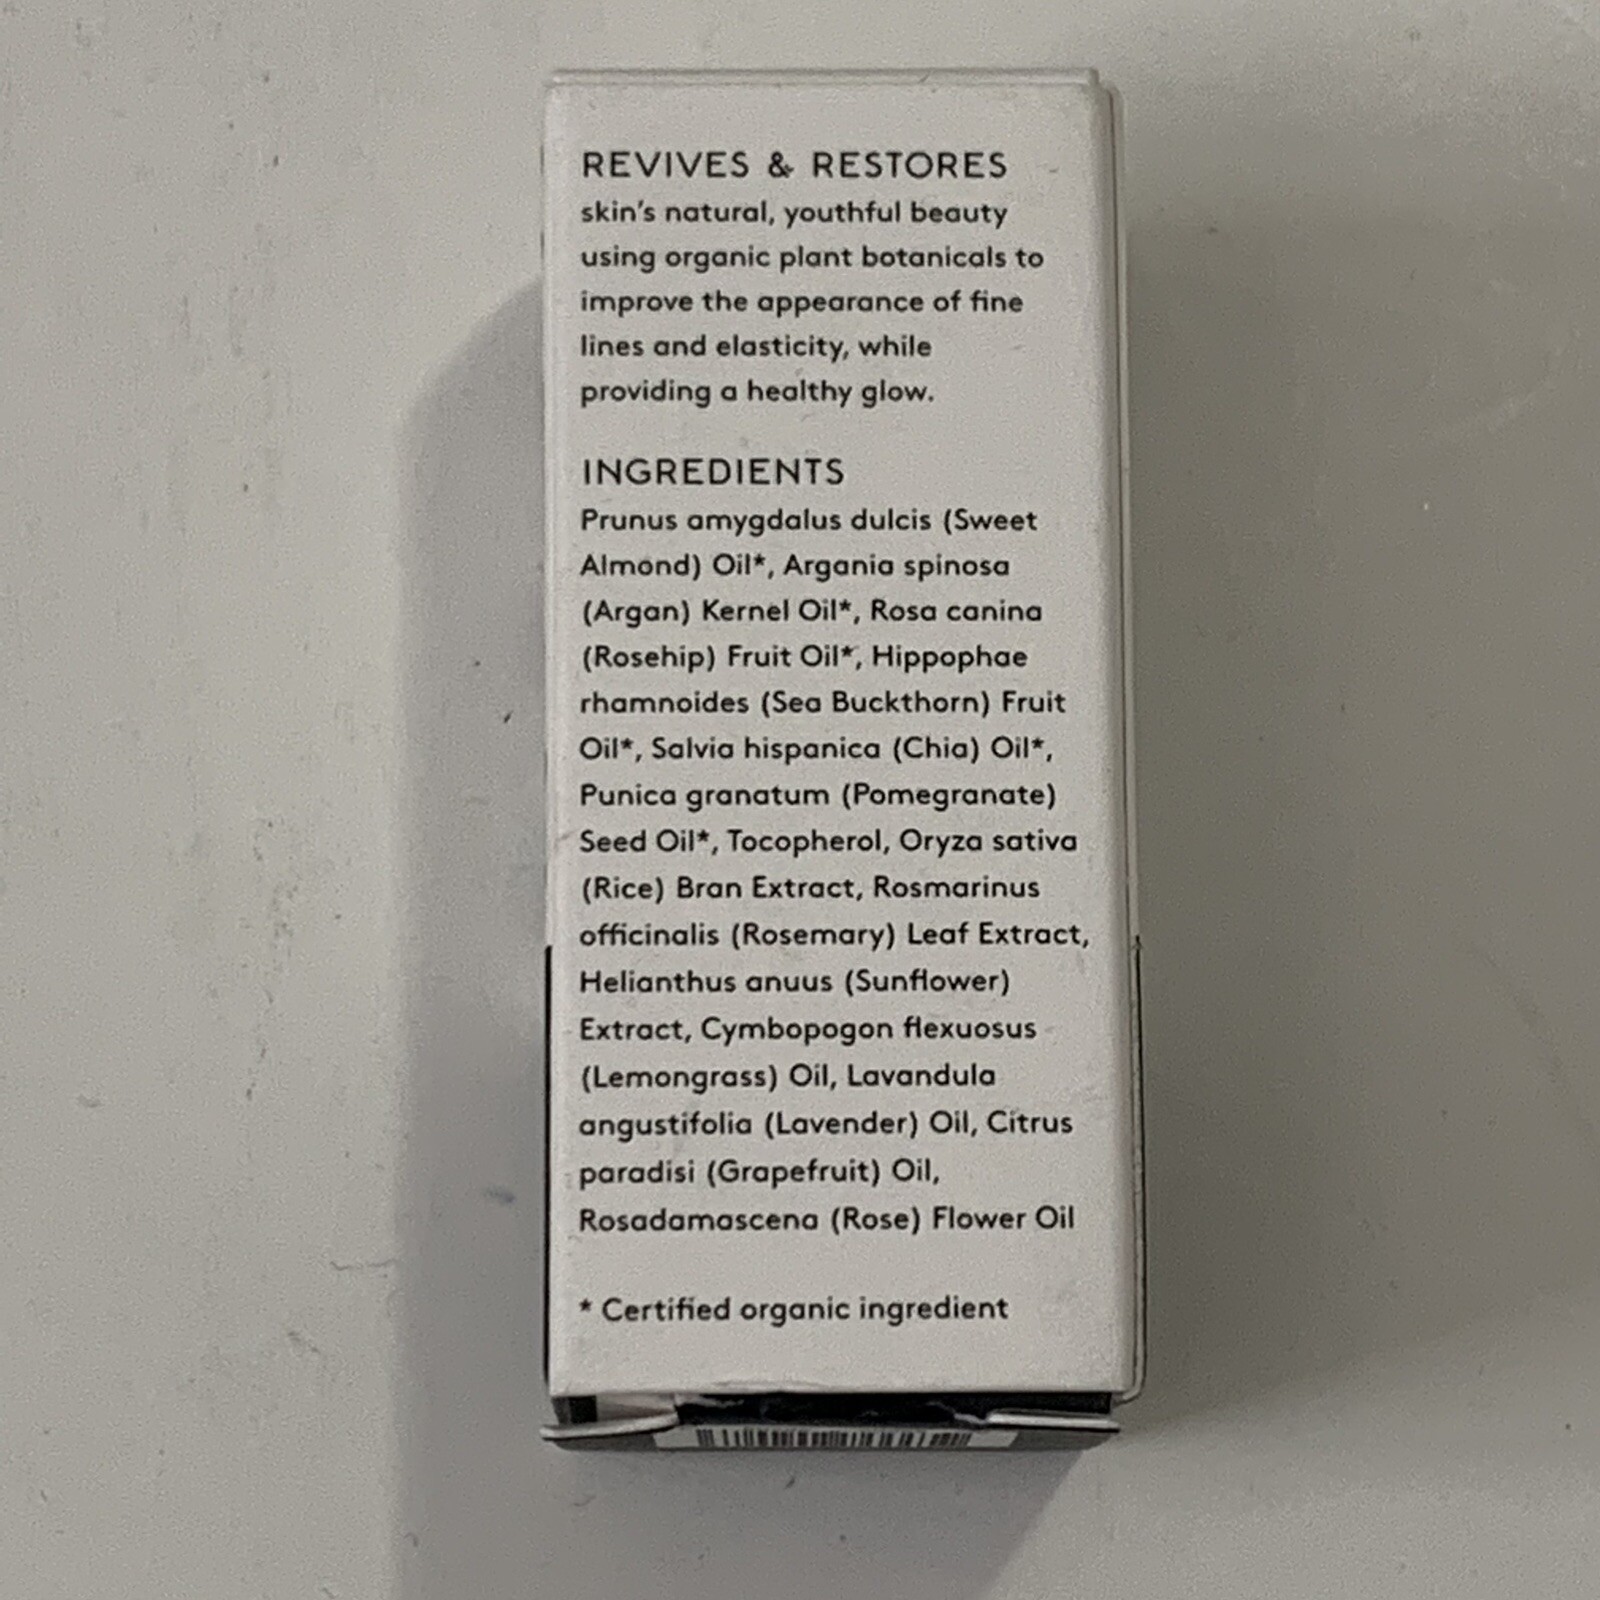 REVIVES & RESTORES
skin's natural, youthful beauty
using organic plant botanicals to
improve the appearance of fine
lines and elasticity, while
providing a healthy glow.
INGREDIENTS
Prunus amygdalus dulcis (Sweet
Almond) Oil*, Argania spinosa
(Argan) Kernel Oil*, Rosa canina
(Rosehip) Fruit Oil*, Hippophae
rhamnoides (Sea Buckthorn) Fruit
Oil*, Salvia hispanica (Chia) Oil*,
Punica granatum (Pomegranate)
Seed Oil*, Tocopherol, Oryza sativa
(Rice) Bran Extract, Rosmarinus
officinalis (Rosemary) Leaf Extract,
Helianthus anuus (Sunflower)
Extract, Cymbopogon flexuosus
(Lemongrass) Oil, Lavandula
angustifolia (Lavender) Oil, Citrus
paradisi (Grapefruit) Oil,
Rosadamascena (Rose) Flower Oil
* Certified organic ingredient